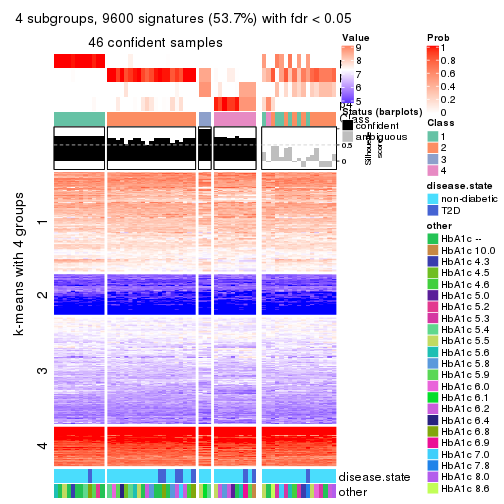 4 subgroups, 9600 signatures (53.7%) with fdr < 0.05
46 confident samples
k-means with 4 groups
1
2
3
4
Class
0.5
0
Silhouette
score
disease.state
other
Value
9
8
7
6
5
Status (barplots)
confident
ambiguous
Prob
1
0.8
0.6
0.4
0.2
0
Class
1
2
3
4
disease.state
non-diabetic
T2D
other
HbA1c --
HbA1c 10.0
HbA1c 4.3
HbA1c 4.5
HbA1c 4.6
HbA1c 5.0
HbA1c 5.2
HbA1c 5.3
HbA1c 5.4
HbA1c 5.5
HbA1c 5.6
HbA1c 5.8
HbA1c 5.9
HbA1c 6.0
HbA1c 6.1
HbA1c 6.2
HbA1c 6.4
HbA1c 6.8
HbA1c 6.9
HbA1c 7.0
HbA1c 7.8
HbA1c 8.0
HbA1c 8.6